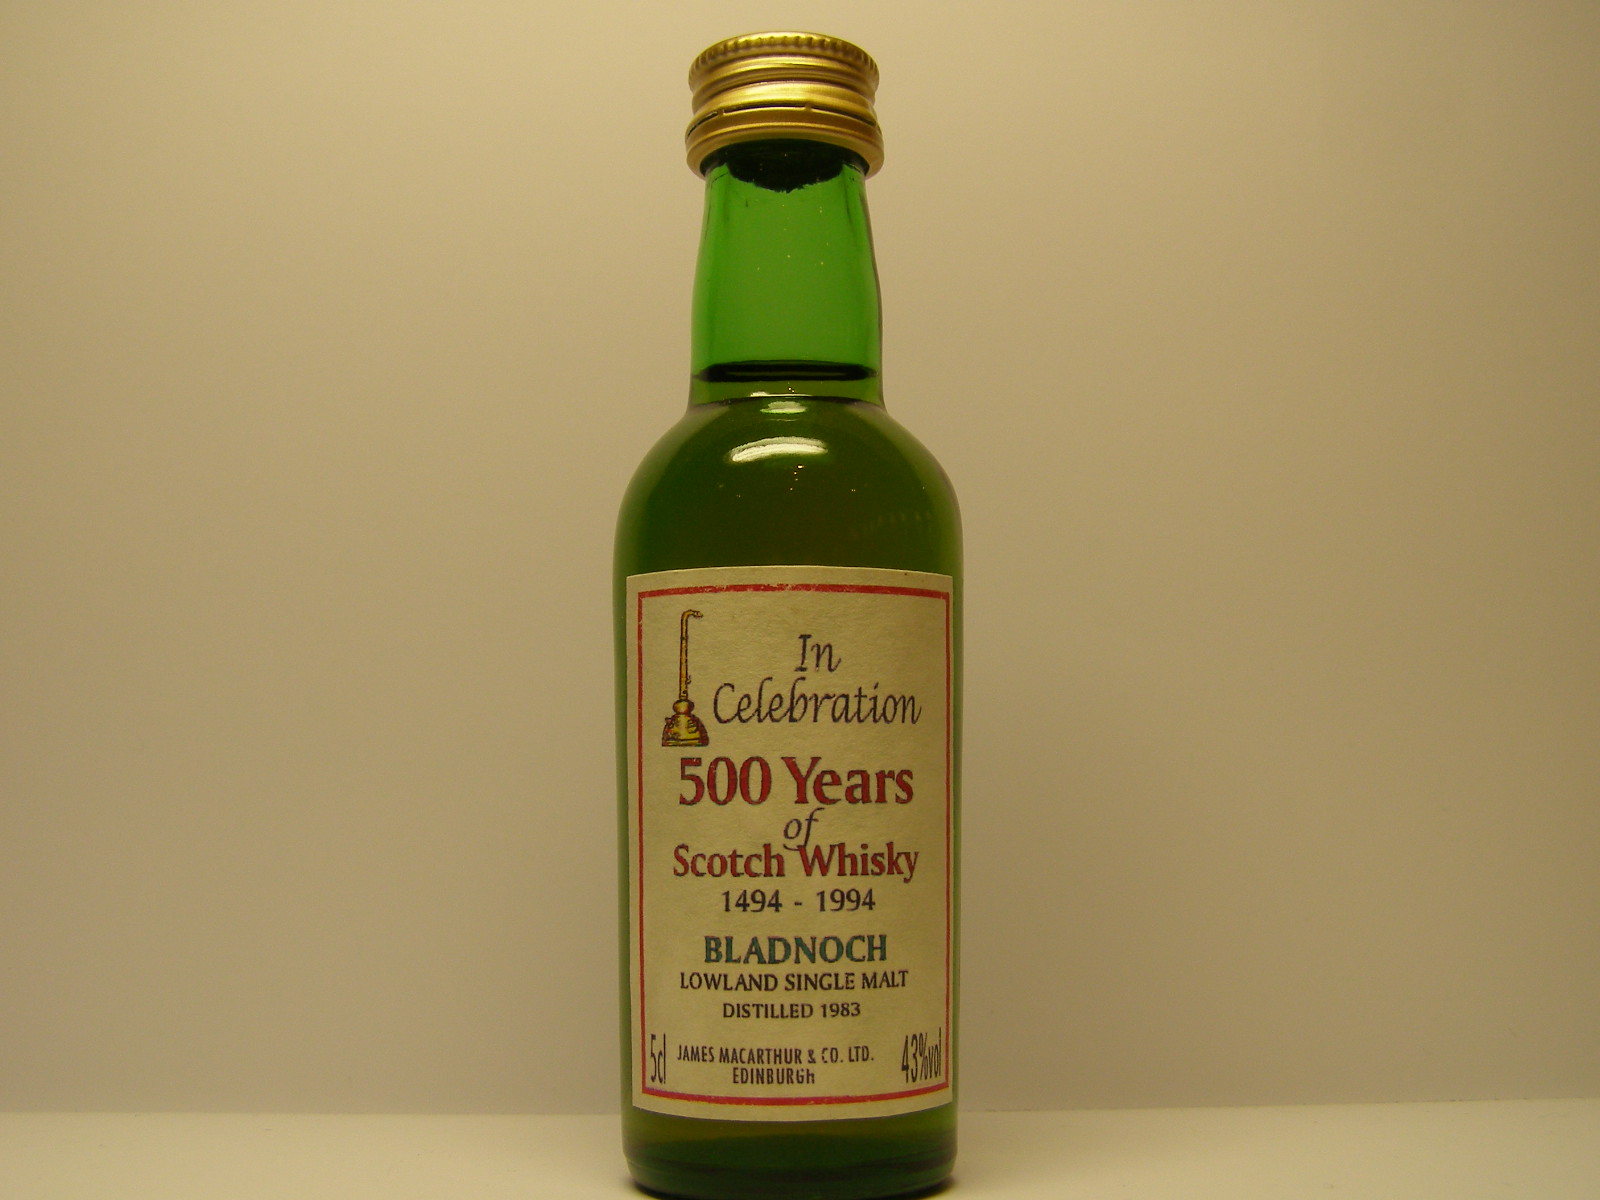 In
Celebration
500 Years
of
Scotch Whisky
1494 - 1994
BLADNOCH
LOWLAND SINGLE MALT
DISTILLED 1983
5cl
JAMES MACARTHUR & CO. LTD.
EDINBURGH
43%vol